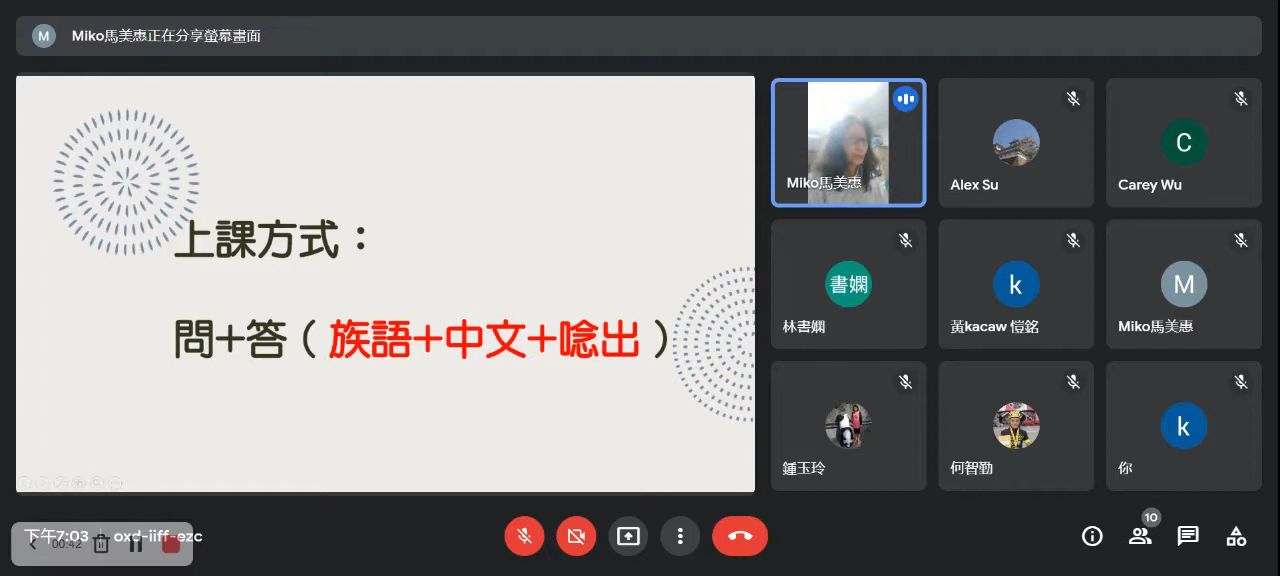 M
Miko馬美惠正在分享螢幕畫面
上課方式：
問+答（族語+中文+唸出）
Miko馬美惠
Alex Su
C
Carey Wu
書嫻
林書嫻
k
黃kacaw 愷銘
M
Miko馬美惠
鍾玉玲
何智勤
k
你
下午7:03
oxd-iiff-ezc
00:42
10